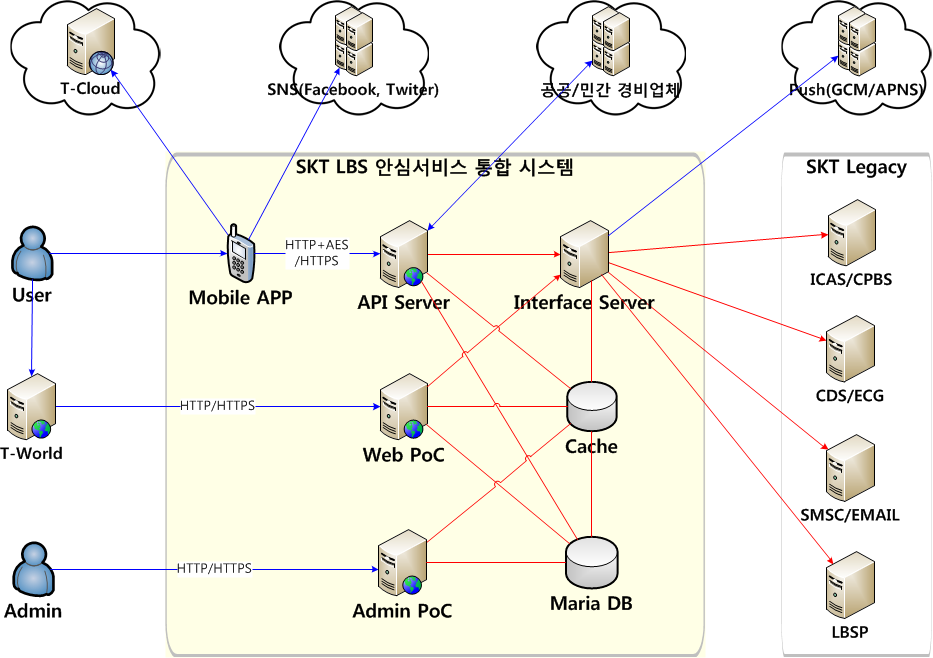 T-Cloud
SNS(Facebook, Twiter)
공공/민간 경비업체
Push(GCM/APNS)
SKT LBS 안심서비스 통합 시스템
SKT Legacy
HTTP+AES
/HTTPS
User
Mobile APP
API Server
Interface Server
ICAS/CPBS
CDS/ECG
HTTP/HTTPS
T-World
Web PoC
Cache
SMSC/EMAIL
HTTP/HTTPS
Admin
Admin PoC
Maria DB
LBSP